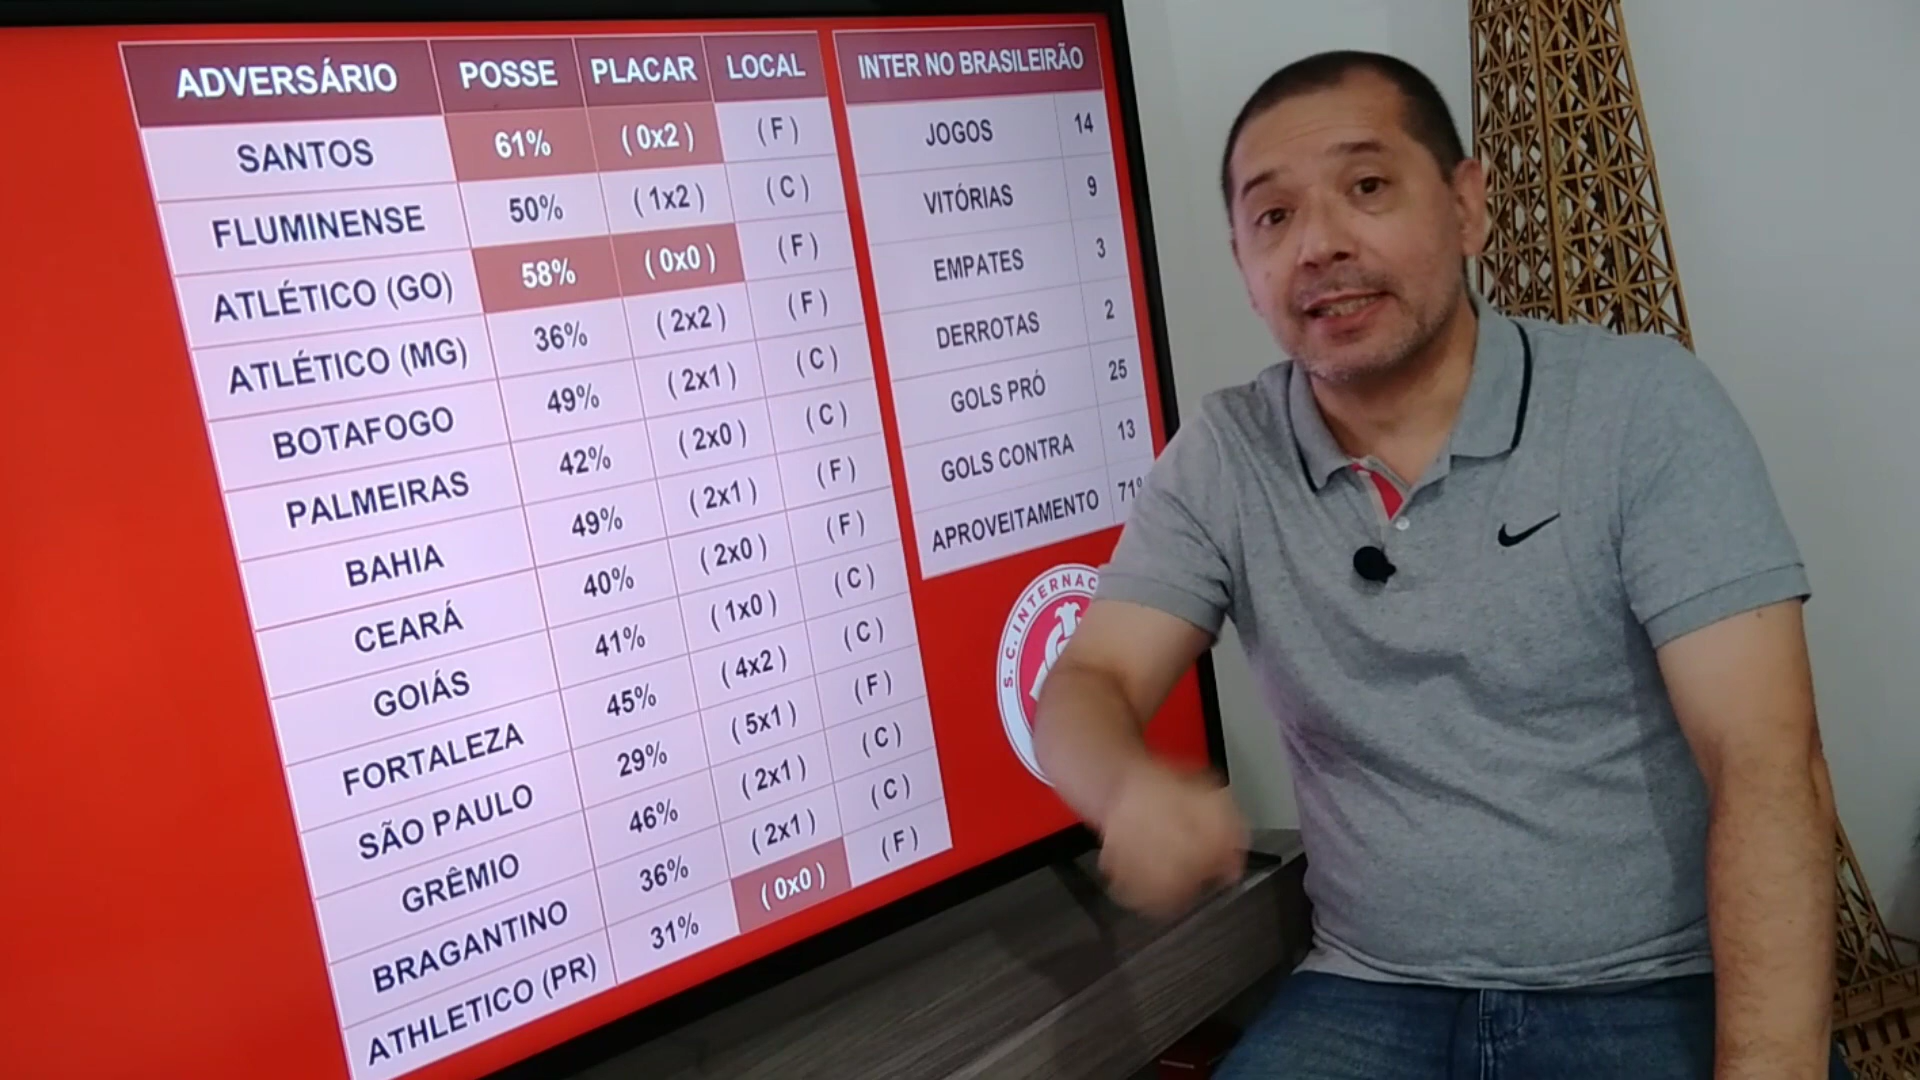 ADVERSÁRIO POSSE PLACAR LOCAL
SANTOS 61% ( 0x2 ) ( F )
FLUMINENSE 50% ( 1x2 ) ( C )
ATLÉTICO (GO) 58% ( 0x0 ) ( F )
ATLÉTICO (MG) 36% ( 2x2 ) ( F )
BOTAFOGO 49% ( 2x1 ) ( C )
PALMEIRAS 42% ( 2x0 ) ( C )
BAHIA 49% ( 2x1 ) ( F )
CEARÁ 40% ( 2x0 ) ( F )
GOIÁS 41% ( 1x0 ) ( C )
FORTALEZA 45% ( 4x2 ) ( C )
SÃO PAULO 29% ( 5x1 ) ( F )
GRÊMIO 46% ( 2x1 ) ( C )
BRAGANTINO 36% ( 2x1 ) ( C )
ATHLETICO (PR) 31% ( 0x0 ) ( F )
INTER NO BRASILEIRÃO
JOGOS 14
VITÓRIAS 9
EMPATES 3
DERROTAS 2
GOLS PRÓ 25
GOLS CONTRA 13
APROVEITAMENTO 71
S. C. INTERNAC